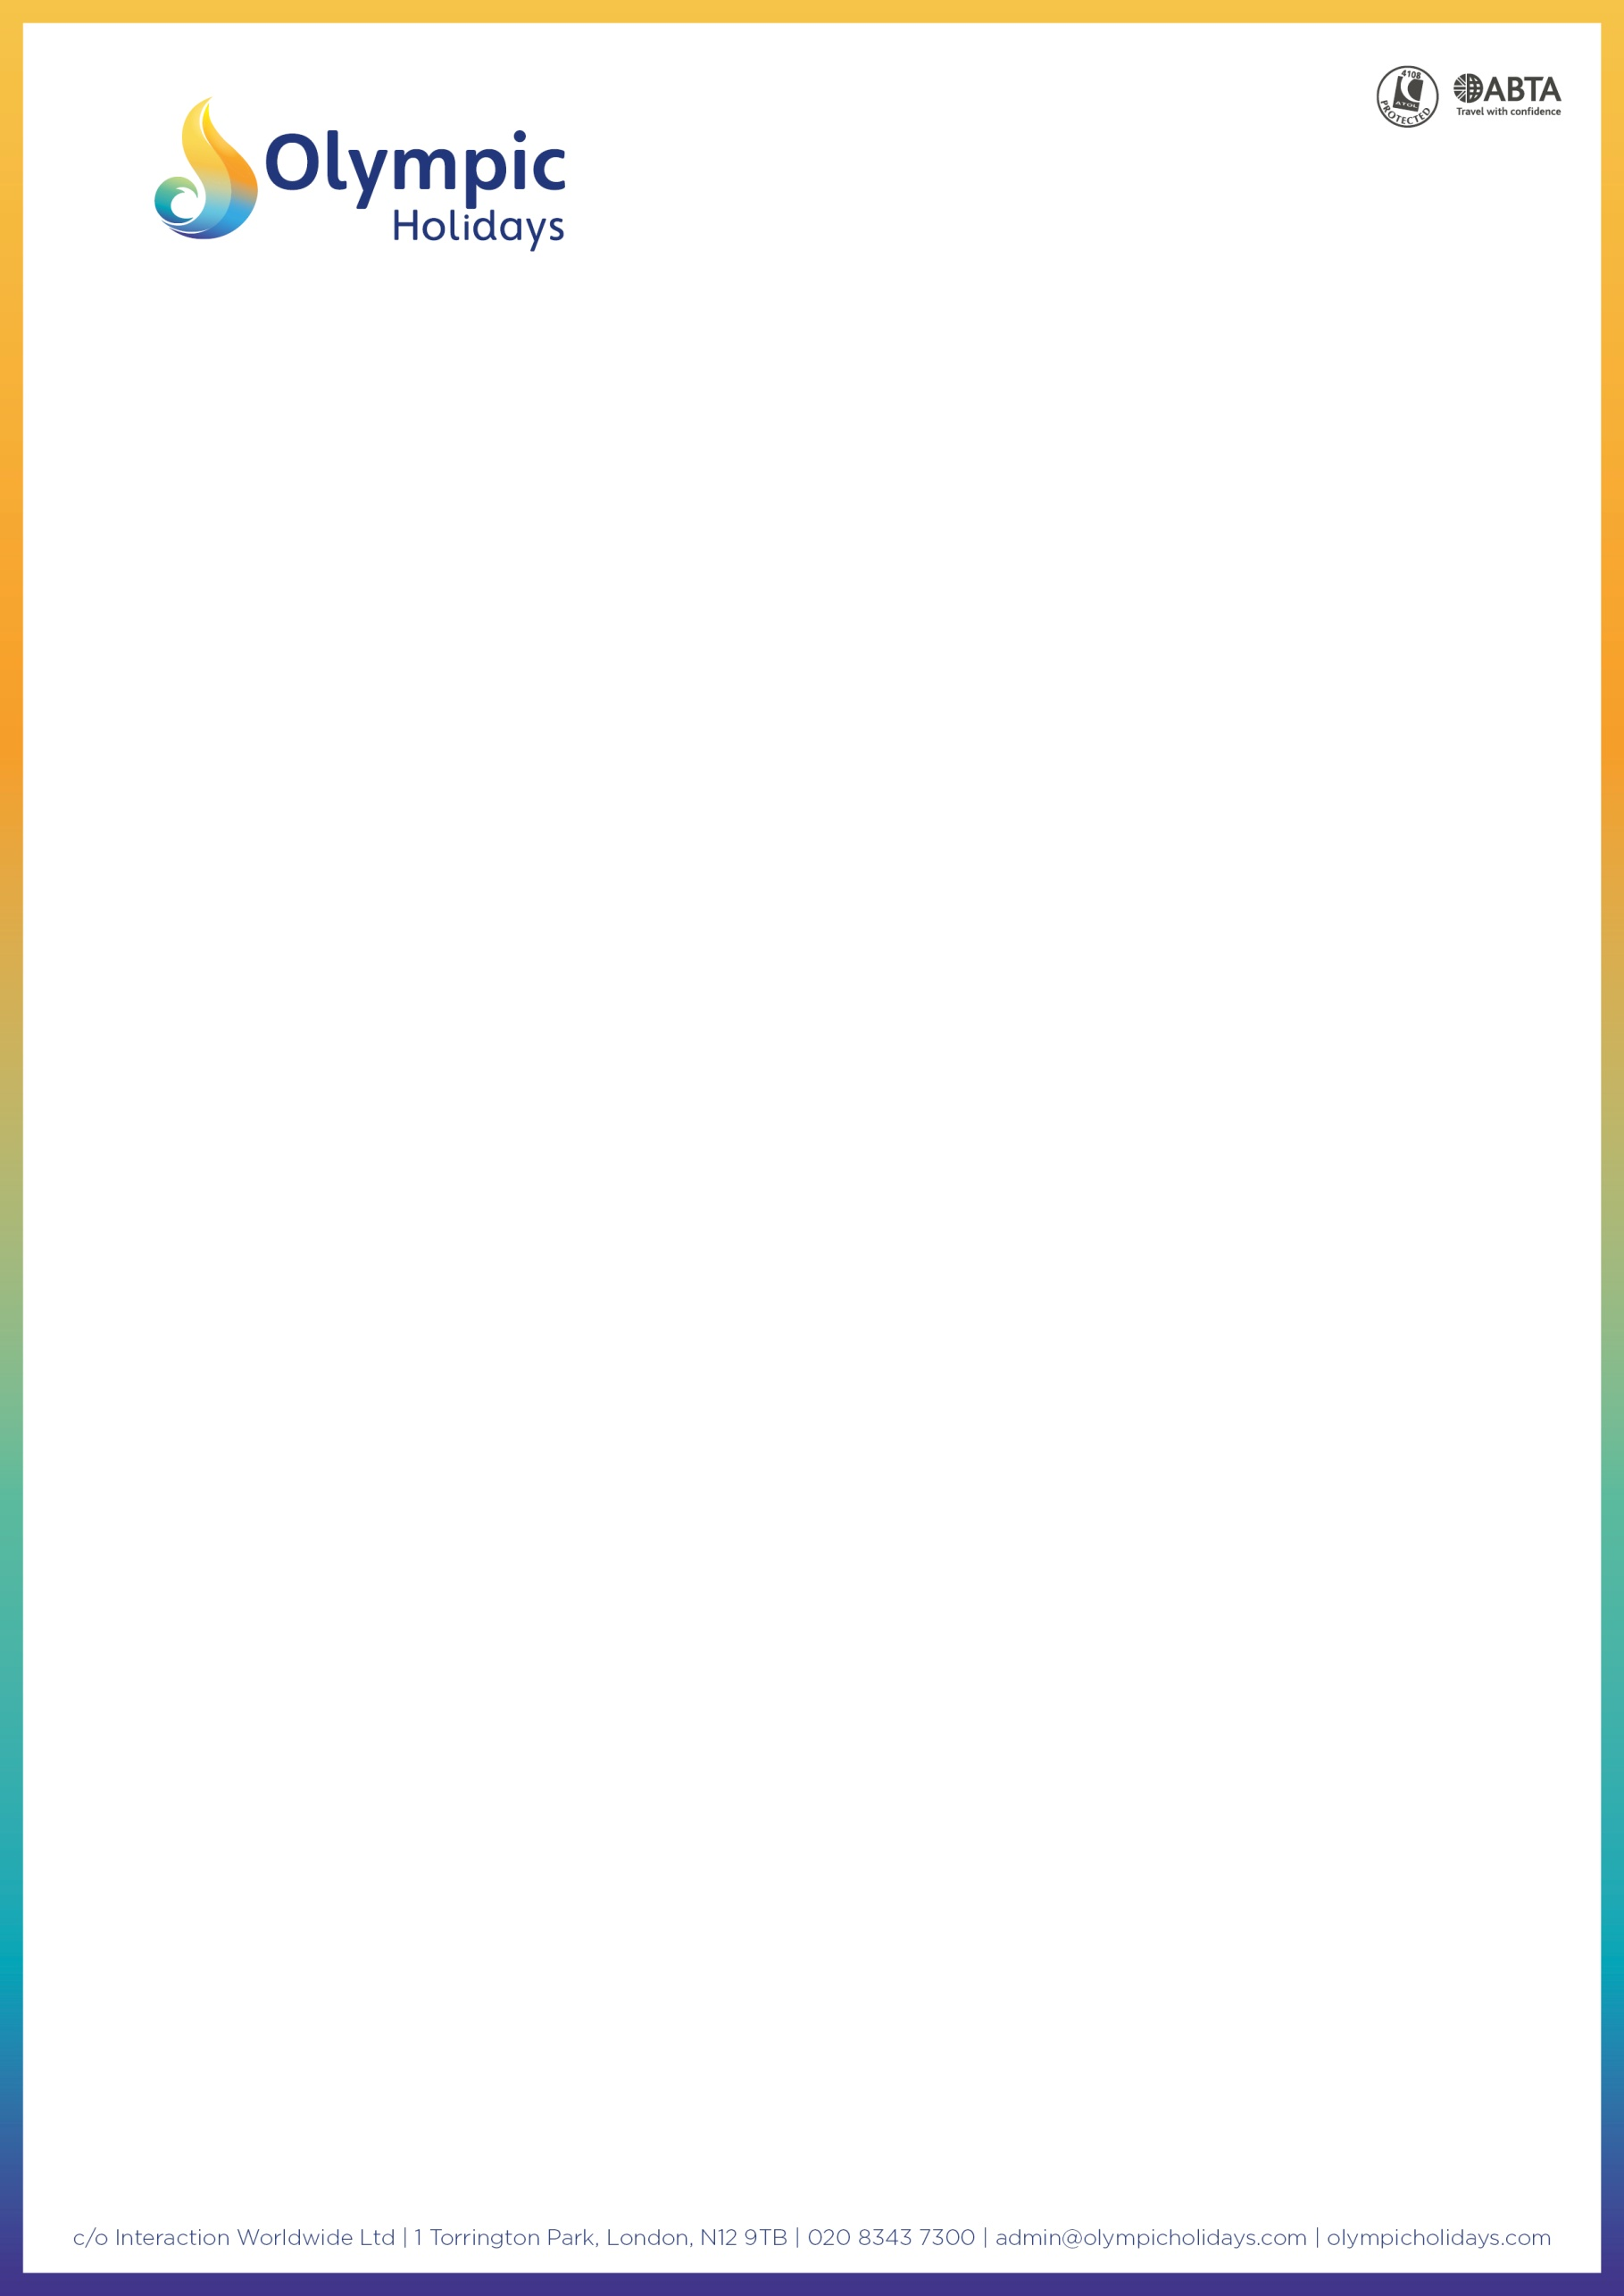 4108
ATOL
PROTECTED
ABTA
Travel with confidence
Olympic
Holidays
c/o Interaction Worldwide Ltd | 1 Torrington Park, London, N12 9TB | 020 8343 7300 | admin@olympicholidays.com | olympicholidays.com